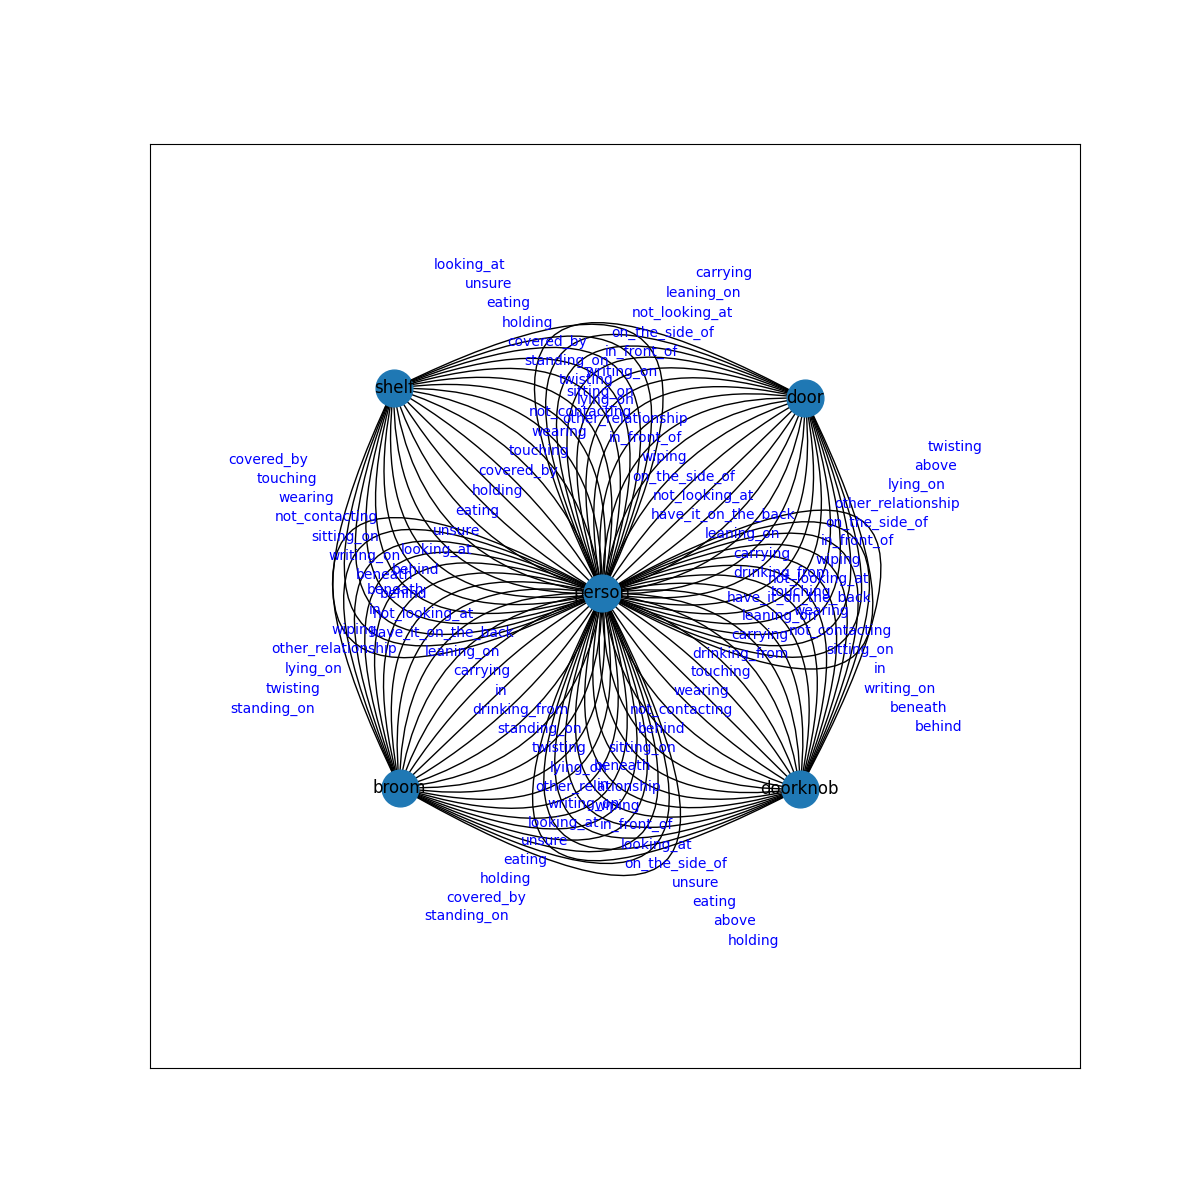 looking_at
carrying
unsure
leaning_on
eating
not_looking_at
holding
on_the_side_of
covered_by
in_front_of
standing_on
writing_on
twisting
shelf
sitting_on
door
lying_on
not_contacting
other_relationship
wearing
in_front_of
twisting
touching
wiping
covered_by
above
covered_by
on_the_side_of
touching
lying_on
holding
not_looking_at
wearing
other_relationship
eating
have_it_on_the_back
not_contacting
on_the_side_of
unsure
leaning_on
sitting_on
in_front_of
looking_at
carrying
writing_on
wiping
behind
drinking_from
beneath
not_looking_at
beneath
behind
person
touching
have_it_on_the_back
in
not_looking_at
wearing
leaning_on
wiping
have_it_on_the_back
carrying
not_contacting
other_relationship
leaning_on
drinking_from
sitting_on
lying_on
carrying
touching
in
twisting
in
wearing
writing_on
standing_on
drinking_from
not_contacting
beneath
standing_on
behind
behind
twisting
sitting_on
lying_on
beneath
broom
other_relationship
in
doorknob
writing_on
wiping
looking_at
in_front_of
unsure
looking_at
eating
on_the_side_of
holding
unsure
covered_by
eating
standing_on
above
holding